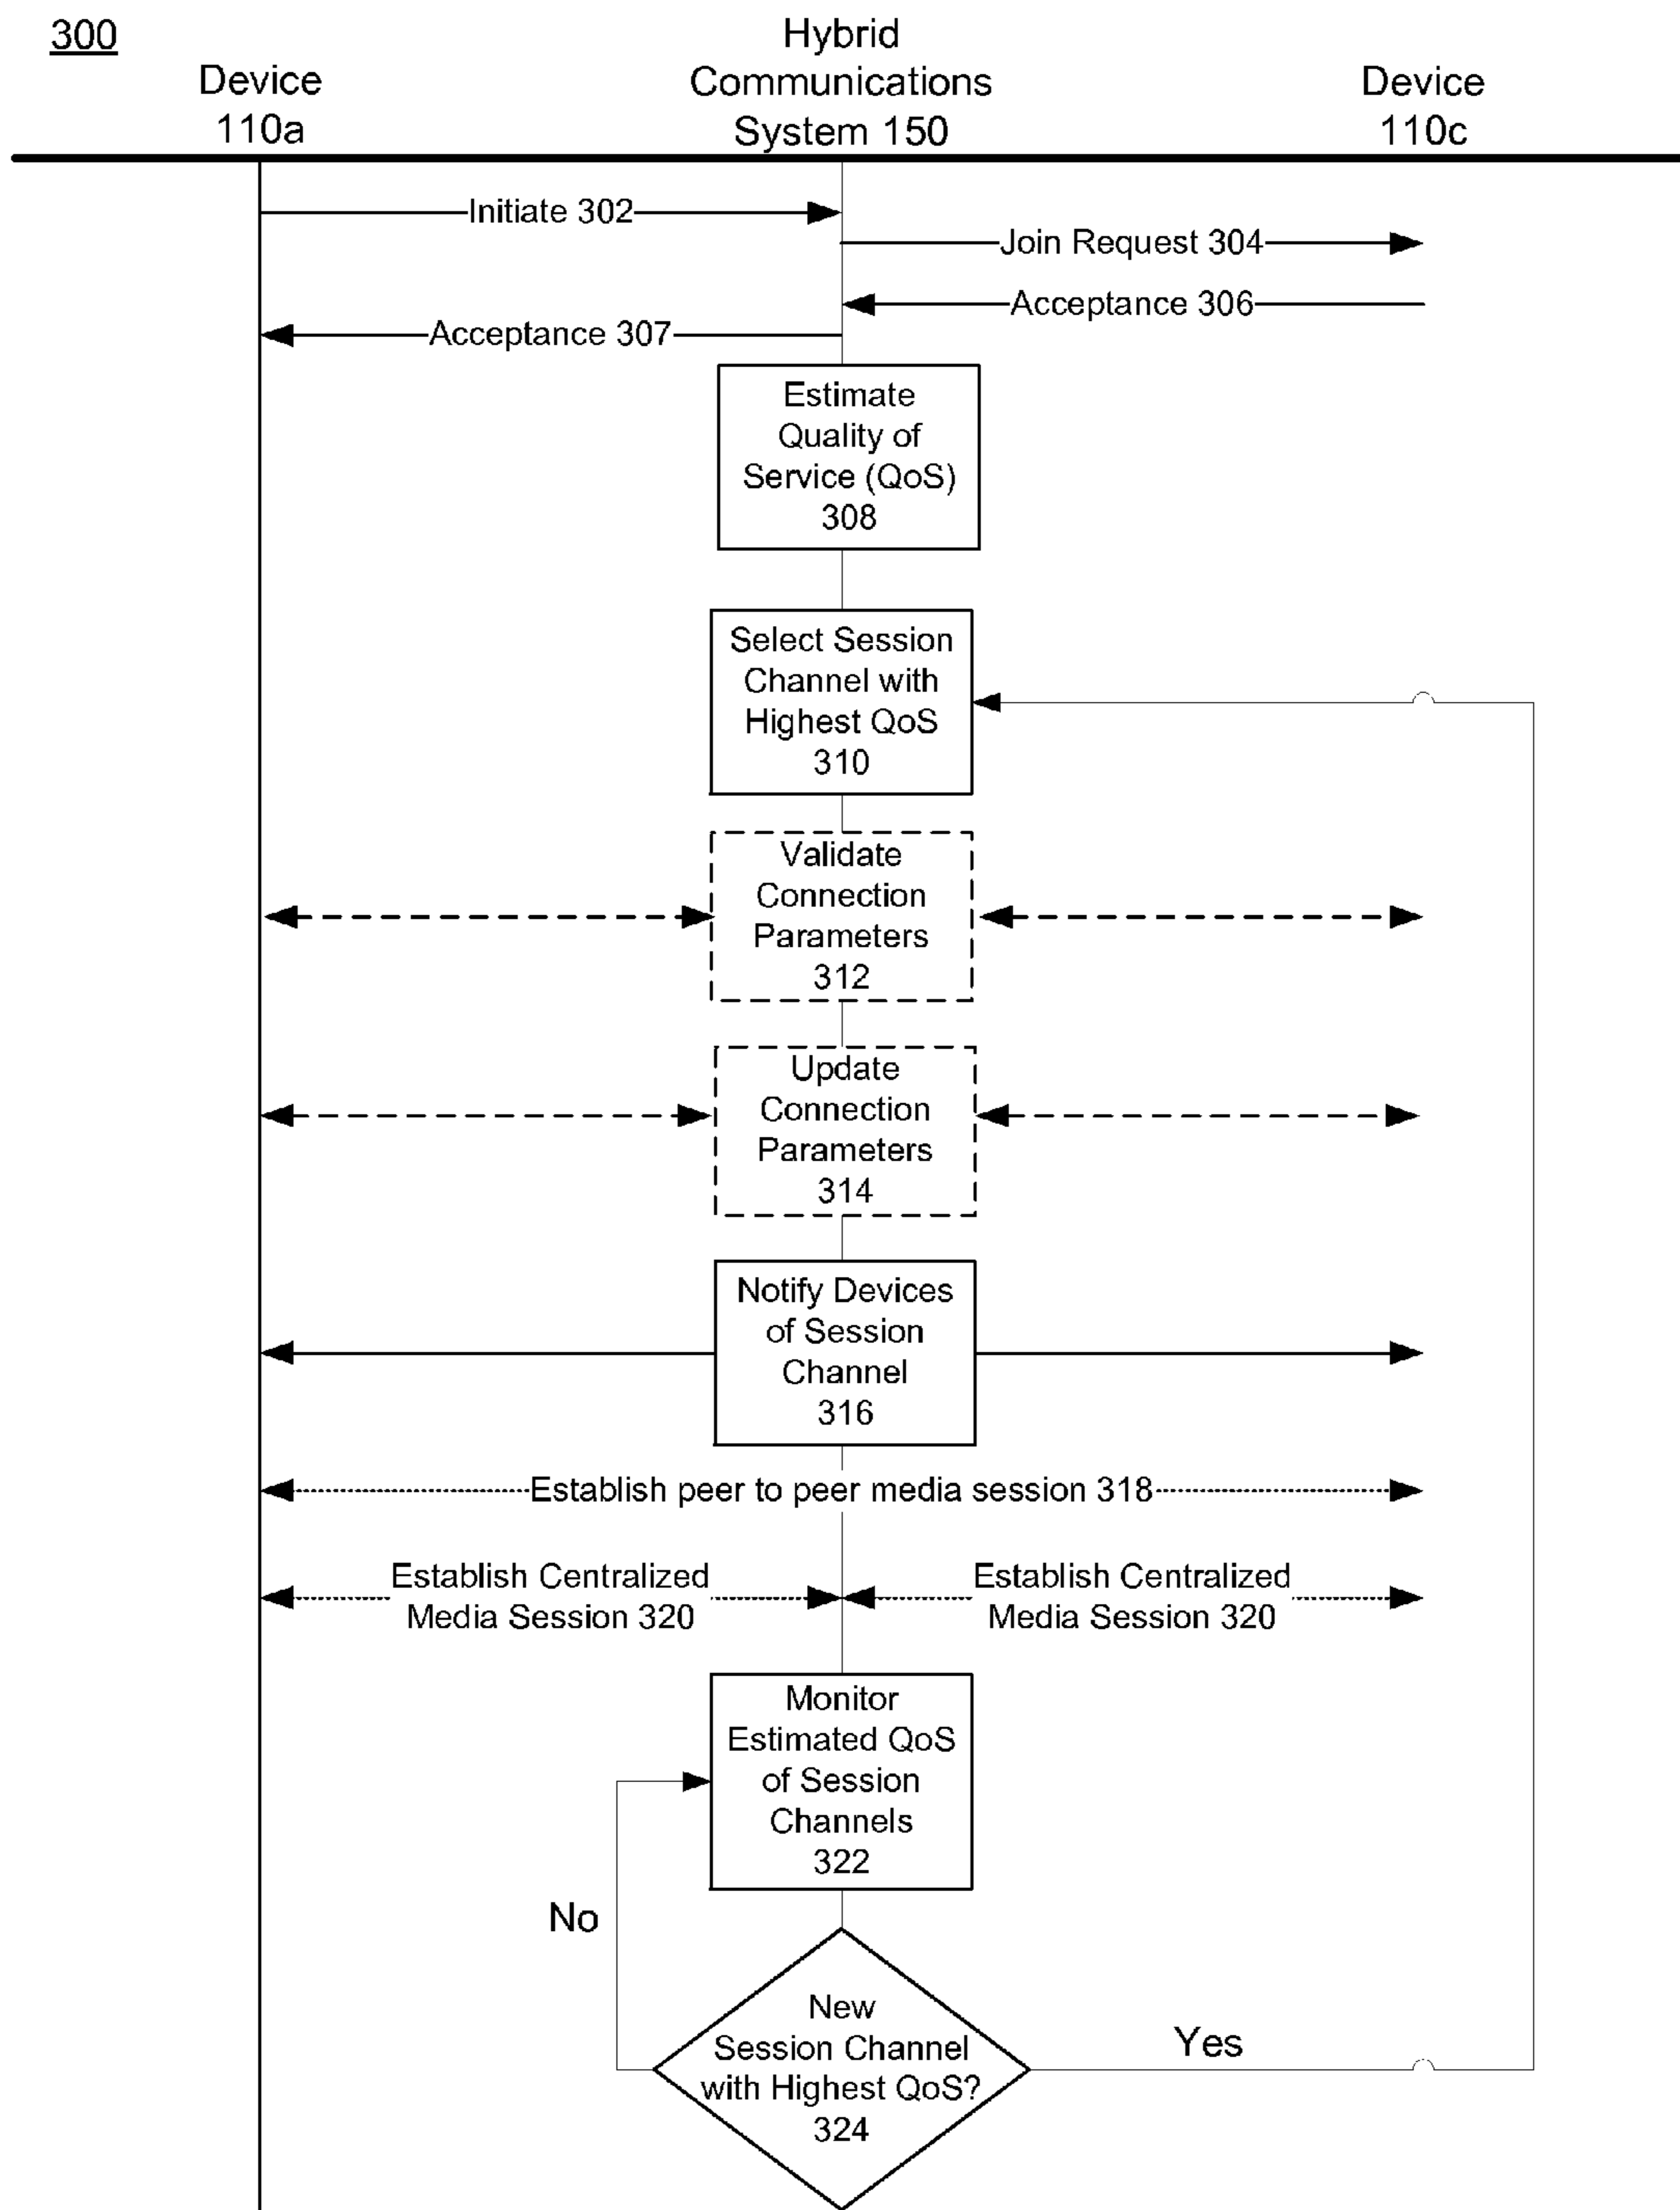 300
Device
110a
Hybrid
Communications
System 150
Device
110c
Initiate 302
Join Request 304
Acceptance 306
Acceptance 307
Estimate
Quality of
Service (QoS)
308
Select Session
Channel with
Highest QoS
310
Validate
Connection
Parameters
312
Update
Connection
Parameters
314
Notify Devices
of Session
Channel
316
Establish peer to peer media session 318
Establish Centralized
Media Session 320
Establish Centralized
Media Session 320
Monitor
Estimated QoS
of Session
Channels
322
No
New
Session Channel
with Highest QoS?
324
Yes